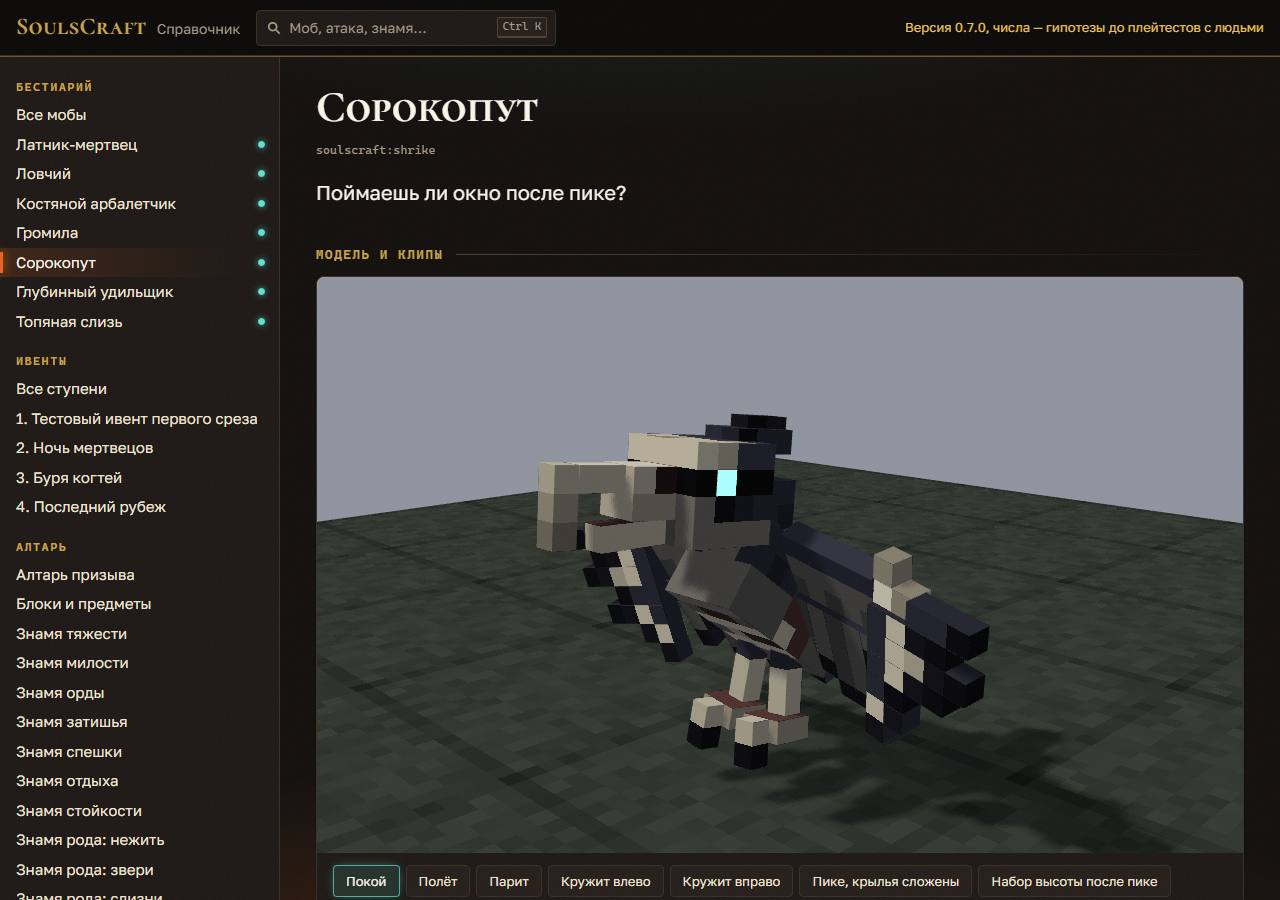 SoulsCraft Справочник
Моб, атака, знамя... Ctrl K
Версия 0.7.0, числа — гипотезы до плейтестов с людьми
БЕСТИАРИЙ
Все мобы
Латник-мертвец
Ловчий
Костяной арбалетчик
Громила
Сорокопут
Глубинный удильщик
Топяная слизь
ИВЕНТЫ
Все ступени
1. Тестовый ивент первого среза
2. Ночь мертвецов
3. Буря когтей
4. Последний рубеж
АЛТАРЬ
Алтарь призыва
Блоки и предметы
Знамя тяжести
Знамя милости
Знамя орды
Знамя затишья
Знамя спешки
Знамя отдыха
Знамя стойкости
Знамя рода: нежить
Знамя рода: звери
Знамя рода: слизни
Сорокопут
soulscraft:shrike
Поймаешь ли окно после пике?
МОДЕЛЬ И КЛИПЫ
Покой
Полёт
Парит
Кружит влево
Кружит вправо
Пике, крылья сложены
Набор высоты после пике